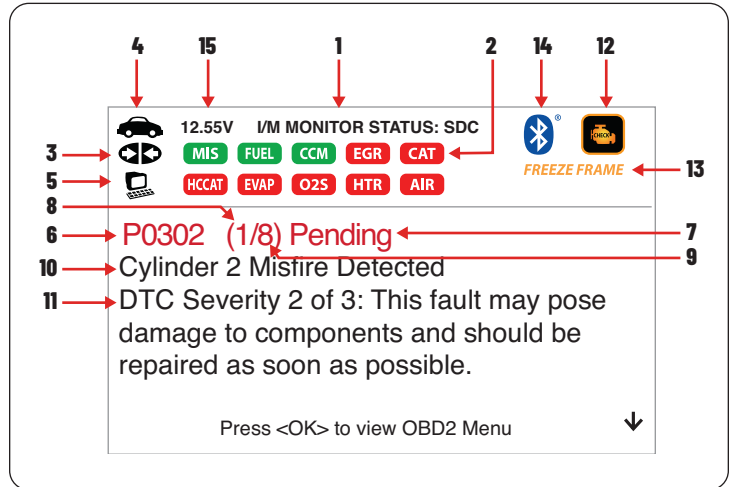 4 15 1 2 14 12
12.55V I/M MONITOR STATUS: SDC ®
CHECK
3 MIS FUEL CCM EGR CAT
FREEZE FRAME 13
5 HCCAT EVAP O2S HTR AIR
8
6 P0302 (1/8) Pending 7
9
10 Cylinder 2 Misfire Detected
11 DTC Severity 2 of 3: This fault may pose
damage to components and should be
repaired as soon as possible.
Press <OK> to view OBD2 Menu